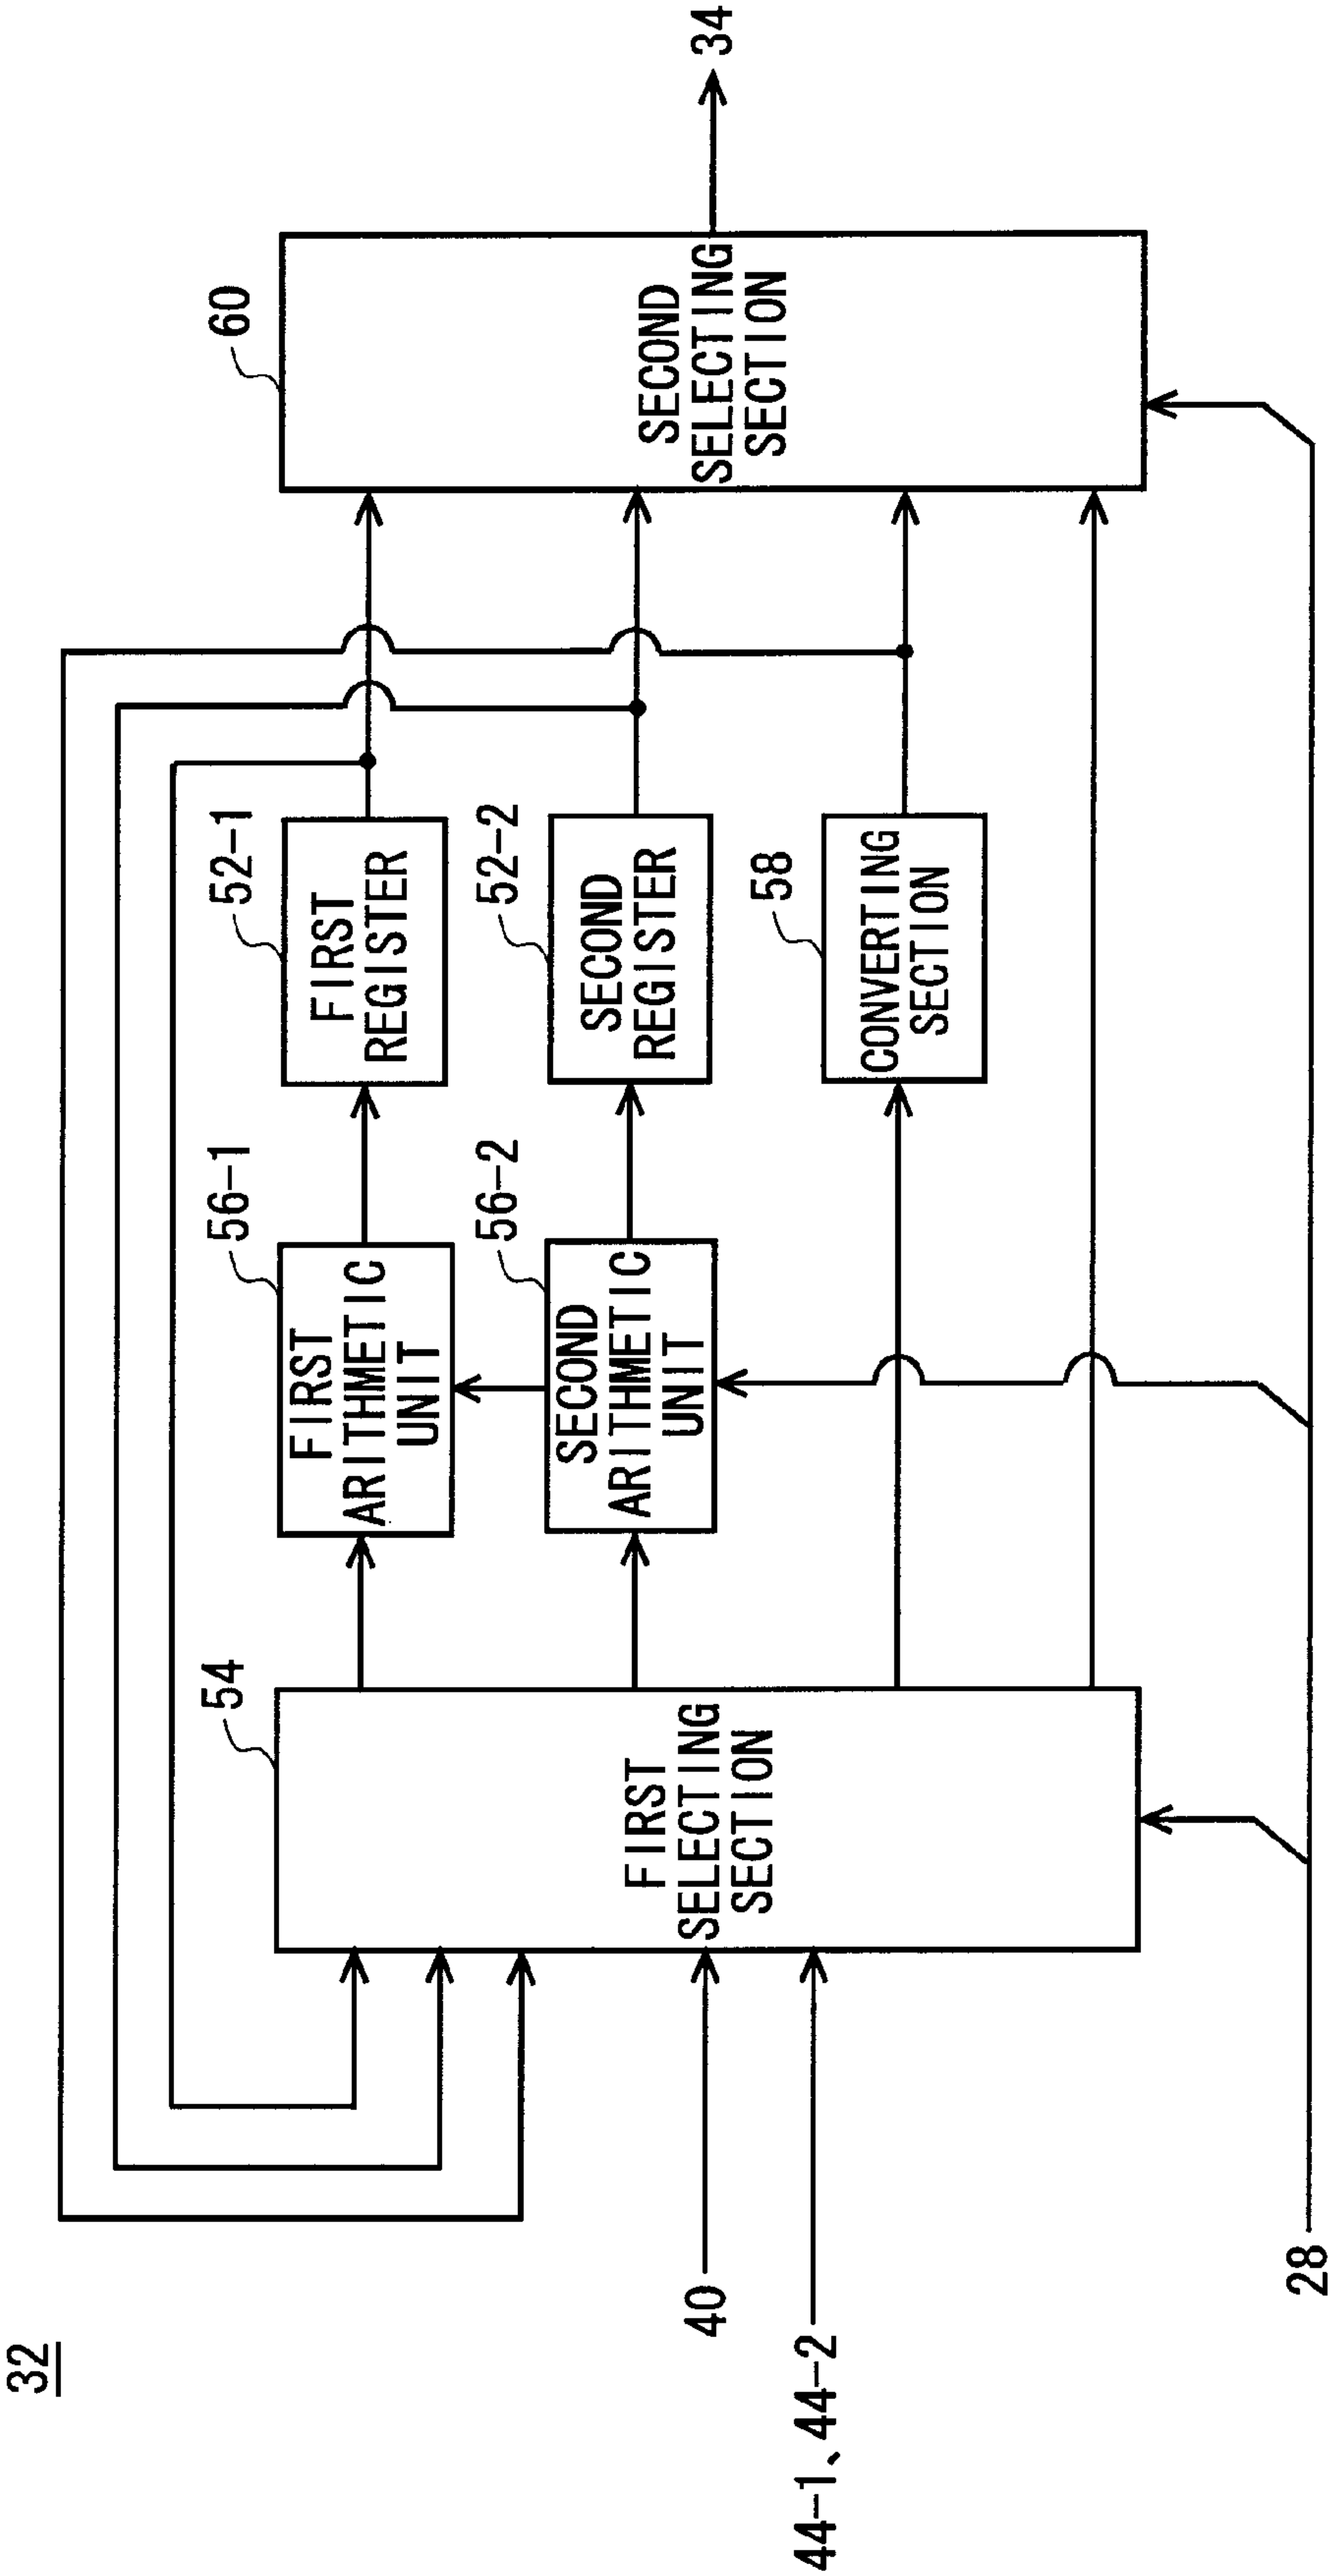 32
54
FIRST
SELECTING
SECTION
40
44-1、44-2
28
56-1
FIRST
ARITHMETIC
UNIT
56-2
SECOND
ARITHMETIC
UNIT
52-1
FIRST
REGISTER
52-2
SECOND
REGISTER
58
CONVERTING
SECTION
60
SECOND
SELECTING
SECTION
34